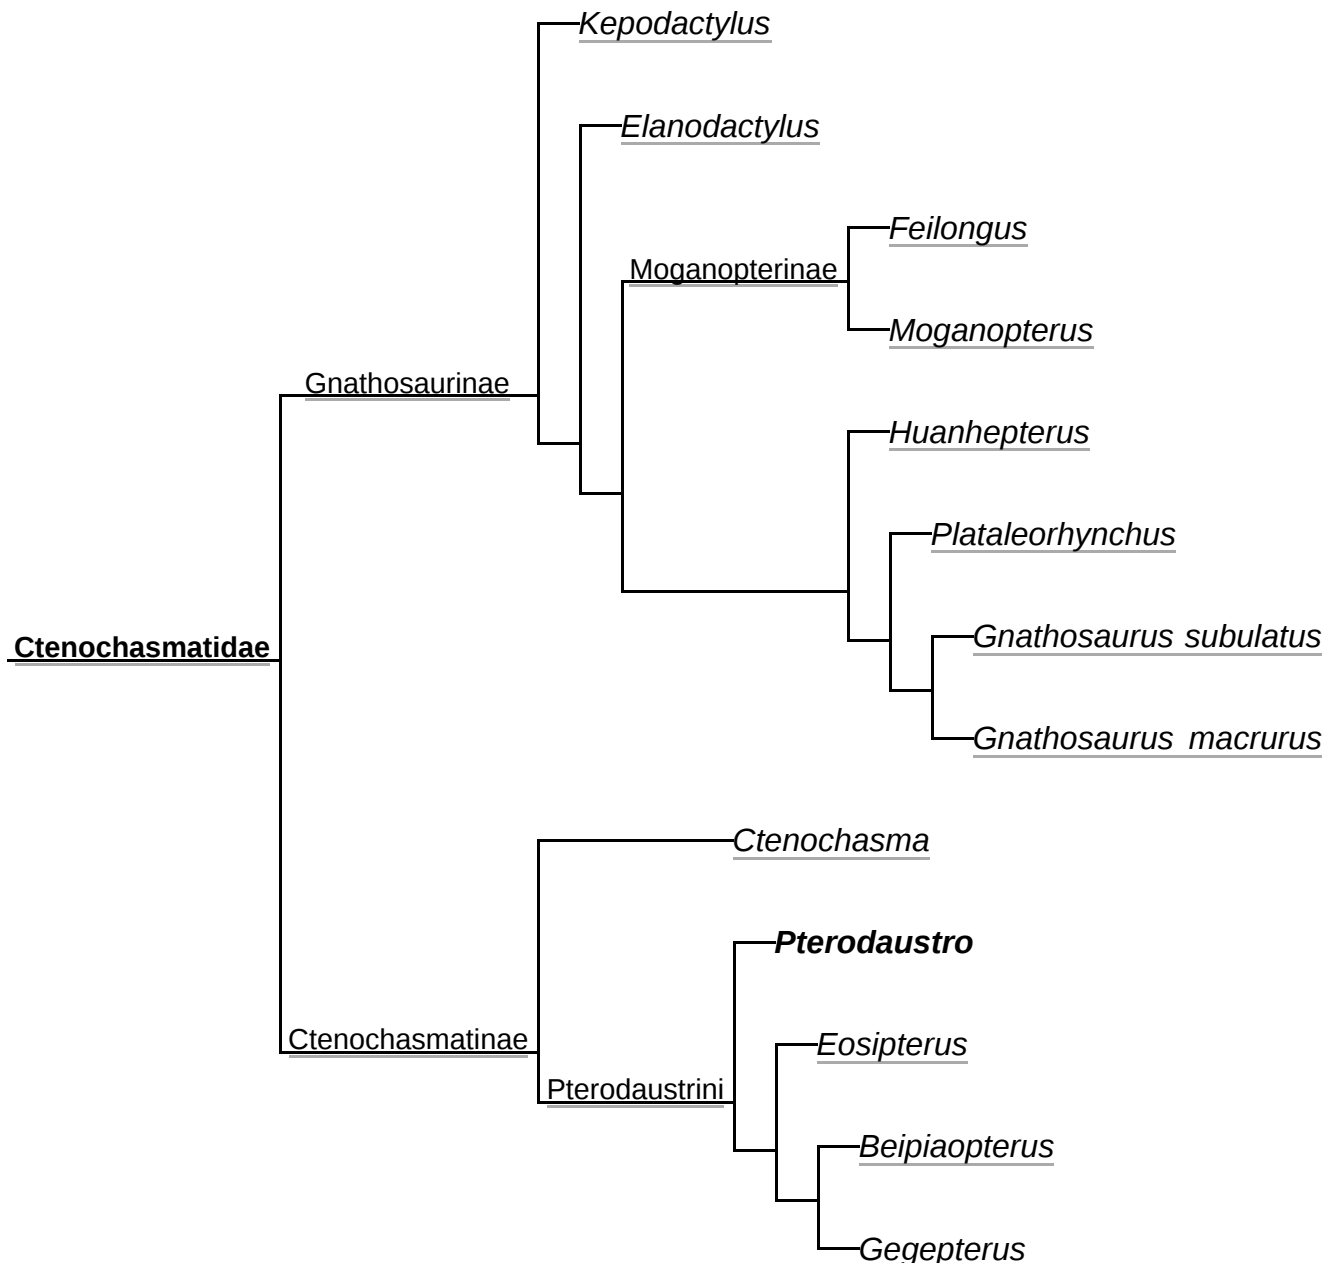 Kepodactylus
Elanodactylus
Feilongus
Moganopterinae
Moganopterus
Gnathosaurinae
Huanhepterus
Plataleorhynchus
Gnathosaurus subulatus
Ctenochasmatidae
Gnathosaurus macrurus
Ctenochasma
Pterodaustro
Ctenochasmatinae
Eosipterus
Pterodaustrini
Beipiaopterus
Gegepterus